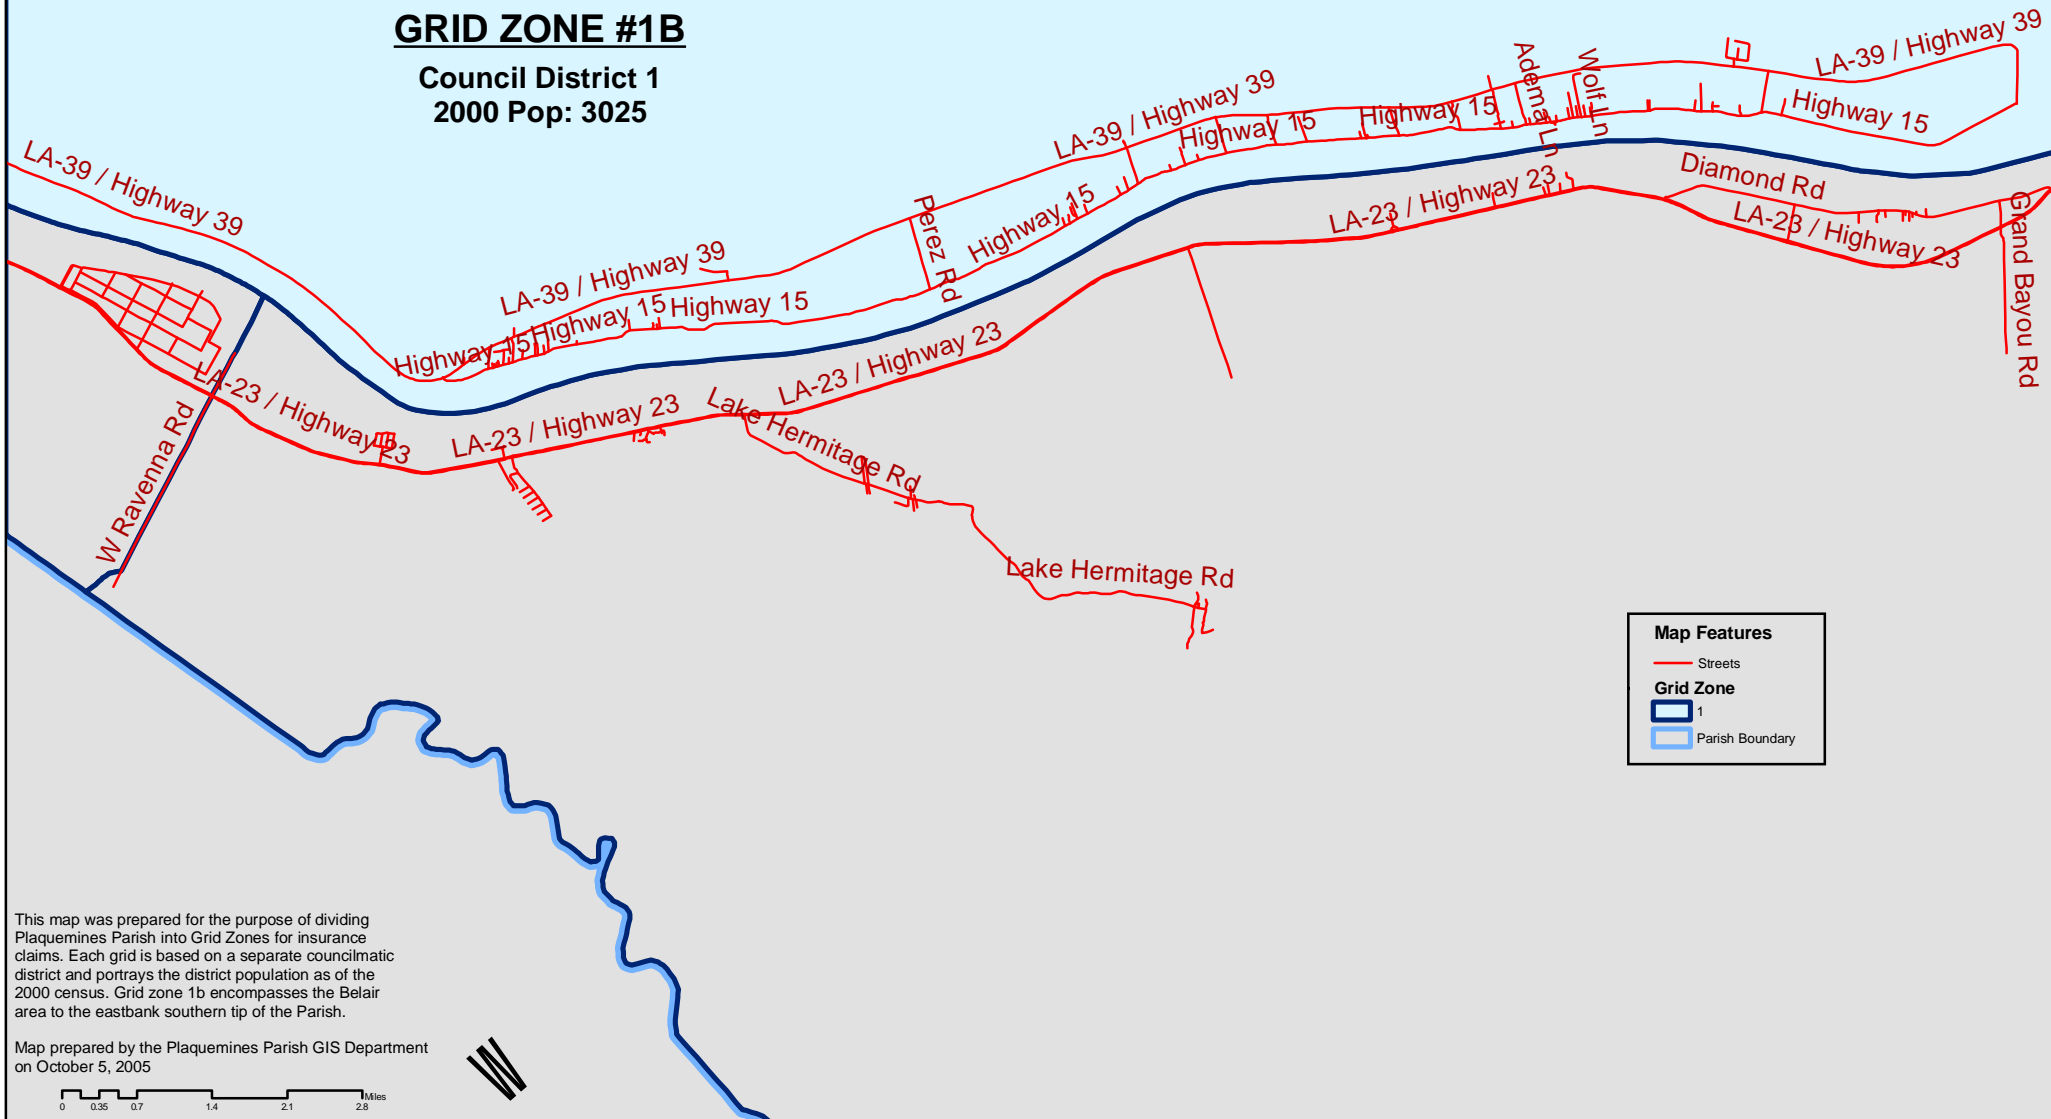 GRID ZONE #1B
Council District 1
2000 Pop: 3025
LA-39 / Highway 39
LA-39 / Highway 39
LA-39 / Highway 39
LA-39 / Highway 39
Highway 15
Highway 15
Highway 15
Highway 15
Highway 15
Highway 15
Highway 15
Perez Rd
Ademal Ln
Wolf Ln
Diamond Rd
Grand Bayou Rd
LA-23 / Highway 23
LA-23 / Highway 23
LA-23 / Highway 23
LA-23 / Highway 23
LA-23 / Highway 23
W Ravenna Rd
Lake Hermitage Rd
Lake Hermitage Rd
Map Features
Streets
Grid Zone
1
Parish Boundary
This map was prepared for the purpose of dividing
Plaquemines Parish into Grid Zones for insurance
claims. Each grid is based on a separate councilmatic
district and portrays the district population as of the
2000 census. Grid zone 1b encompasses the Belair
area to the eastbank southern tip of the Parish.
Map prepared by the Plaquemines Parish GIS Department
on October 5, 2005
0 0.35 0.7 1.4 2.1 2.8 Miles